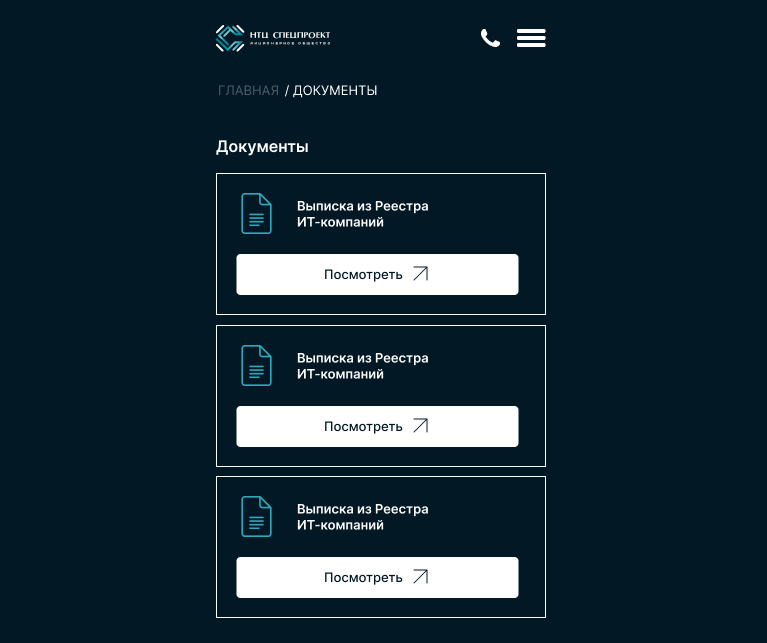 НТЦ СПЕЦПРОЕКТ
АКЦИОНЕРНОЕ ОБЩЕСТВО
ГЛАВНАЯ / ДОКУМЕНТЫ
Документы
Выписка из Реестра
ИТ-компаний
Посмотреть
Выписка из Реестра
ИТ-компаний
Посмотреть
Выписка из Реестра
ИТ-компаний
Посмотреть